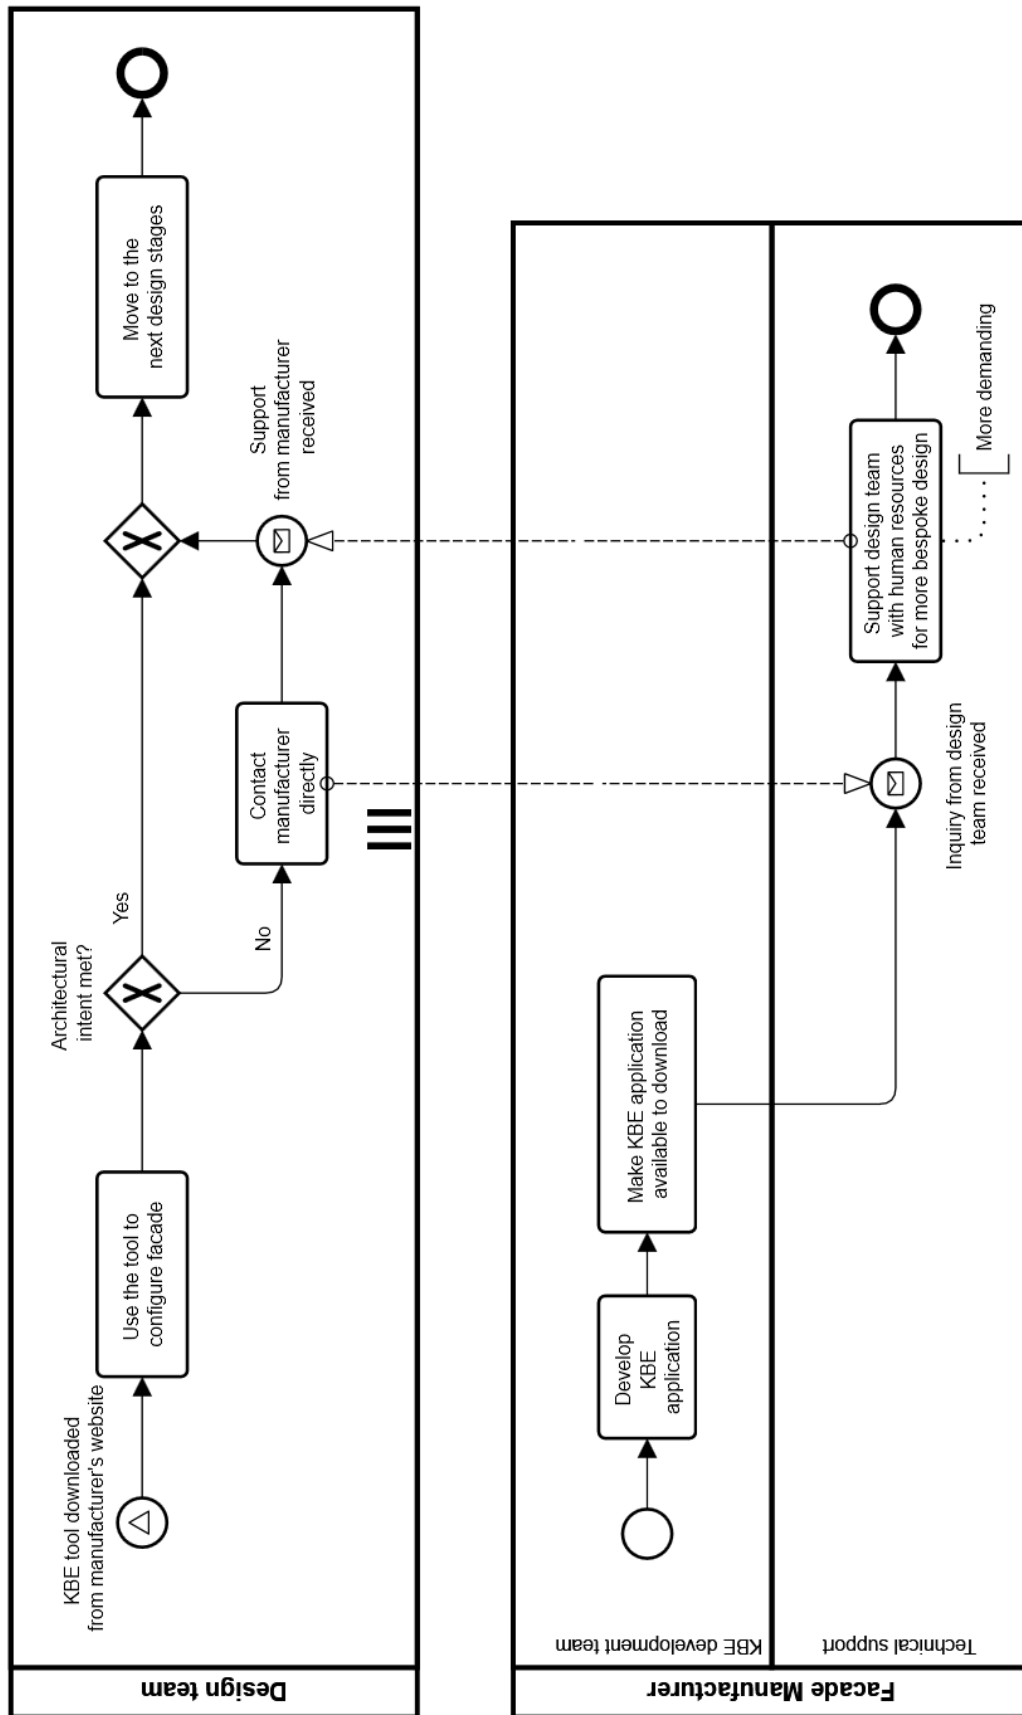 Design team
KBE tool downloaded
from manufacturer's website
Use the tool to
configure facade
Architectural
intent met?
Yes
No
Contact
manufacturer
directly
Support
from manufacturer
received
Move to the
next design stages
Facade Manufacturer
KBE development team
Develop
KBE
application
Make KBE application
available to download
Technical support
Inquiry from design
team received
Support design team
with human resources
for more bespoke design
More demanding